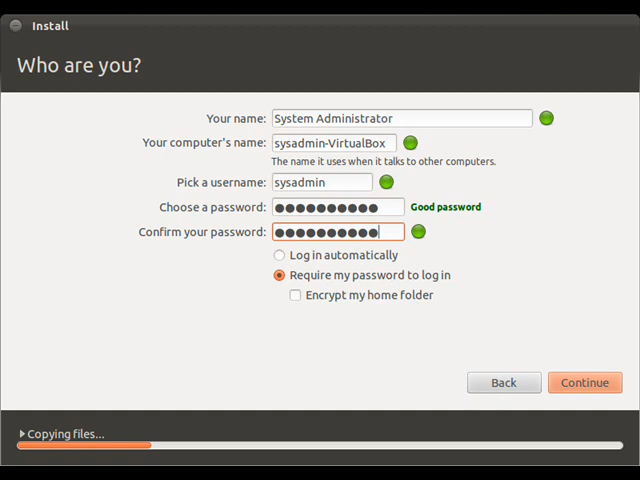 Install
Who are you?
Your name: System Administrator
Your computer's name: sysadmin-VirtualBox
The name it uses when it talks to other computers.
Pick a username: sysadmin
Choose a password: ●●●●●●●●●● Good password
Confirm your password: ●●●●●●●●●●
Log in automatically
Require my password to log in
Encrypt my home folder
Back Continue
Copying files...